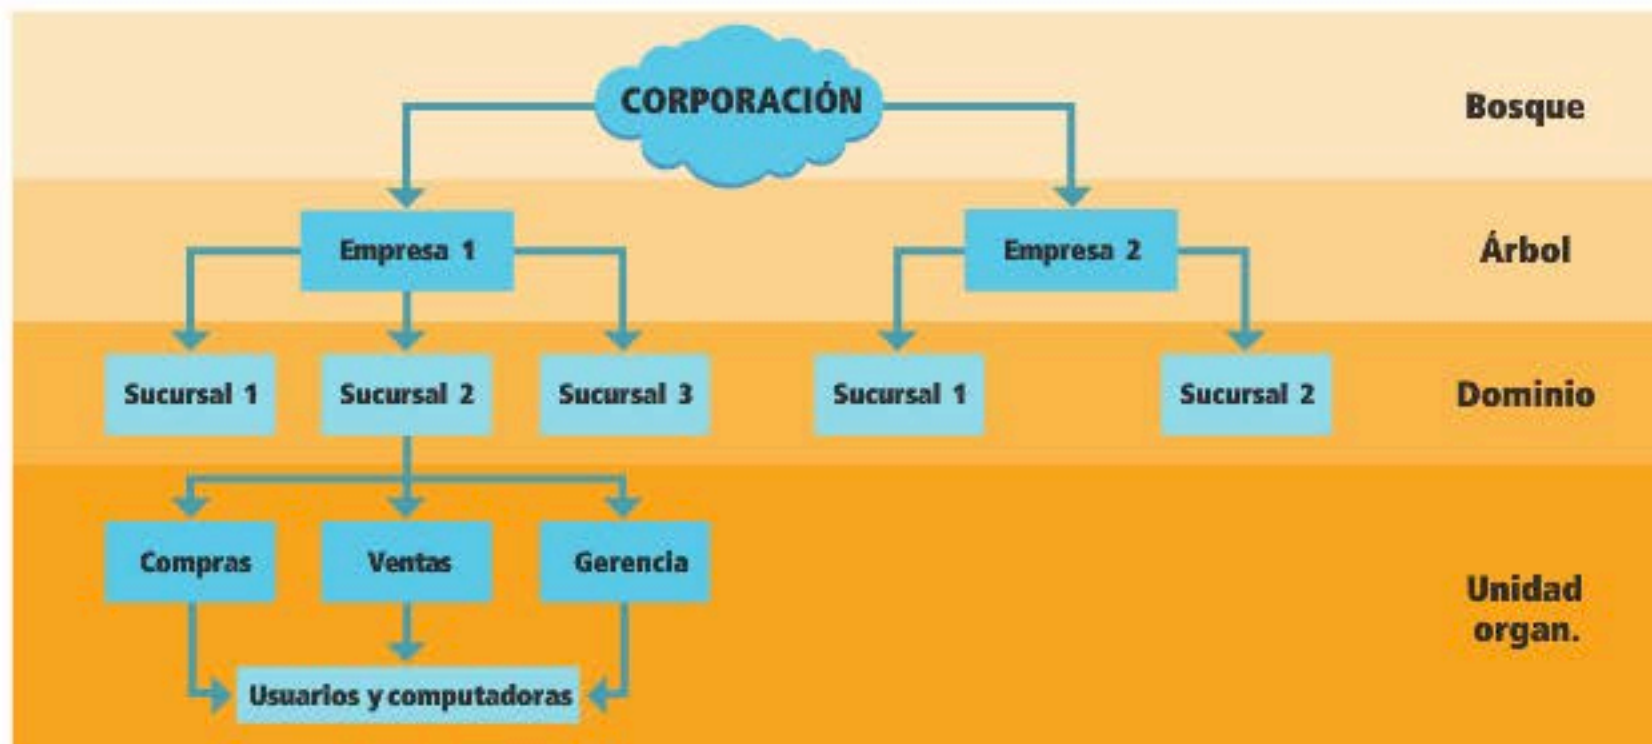 CORPORACIÓN
Bosque
Empresa 1
Empresa 2
Árbol
Sucursal 1
Sucursal 2
Sucursal 3
Sucursal 1
Sucursal 2
Dominio
Compras
Ventas
Gerencia
Unidad
organ.
Usuarios y computadoras